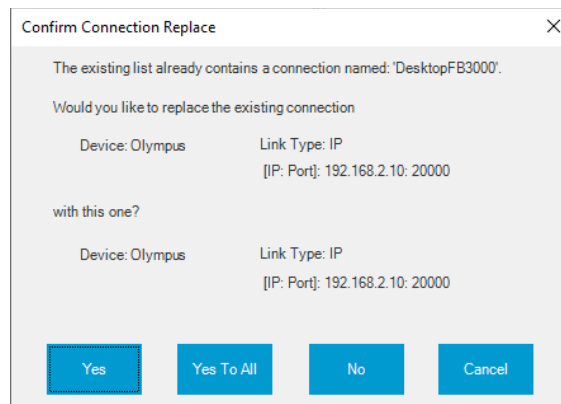 Confirm Connection Replace
The existing list already contains a connection named: 'DesktopFB3000'.
Would you like to replace the existing connection
Device: Olympus Link Type: IP
[IP: Port]: 192.168.2.10: 20000
with this one?
Device: Olympus Link Type: IP
[IP: Port]: 192.168.2.10: 20000
Yes Yes To All No Cancel